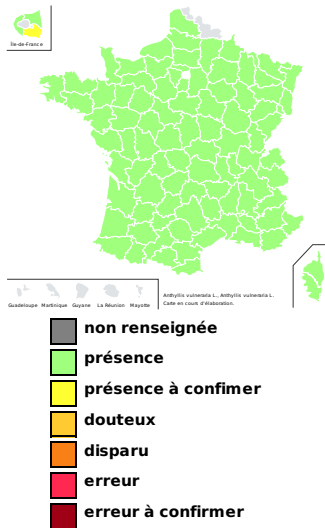 Île-de-France
Guadeloupe Martinique Guyane La Réunion Mayotte
Anthyllis vulneraria L., Anthyllis vulneraria L.
Carte en cours d'élaboration.
non renseignée
présence
présence à confimer
douteux
disparu
erreur
erreur à confirmer